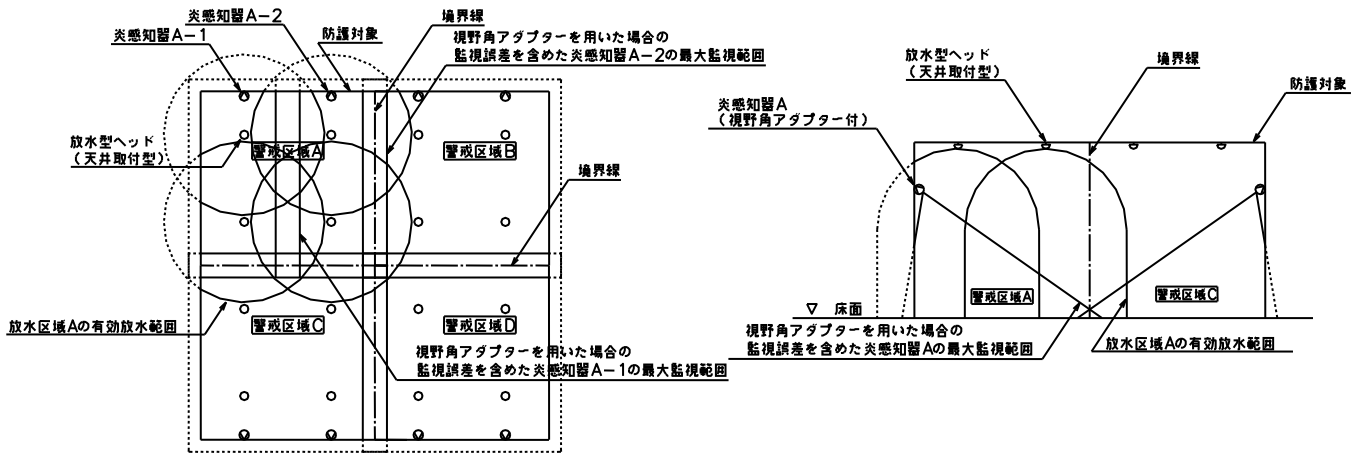 炎感知器A-2
炎感知器A-1
防護対象
境界線
視野角アダプターを用いた場合の
監視誤差を含めた炎感知器A-2の最大監視範囲
放水型ヘッド
(天井取付型)
警戒区域A
警戒区域B
境界線
放水区域Aの有効放水範囲
警戒区域C
警戒区域D
視野角アダプターを用いた場合の
監視誤差を含めた炎感知器A-1の最大監視範囲
放水型ヘッド
(天井取付型)
境界線
防護対象
炎感知器A
(視野角アダプター付)
警戒区域A
警戒区域C
▽ 床面
視野角アダプターを用いた場合の
監視誤差を含めた炎感知器Aの最大監視範囲
放水区域Aの有効放水範囲